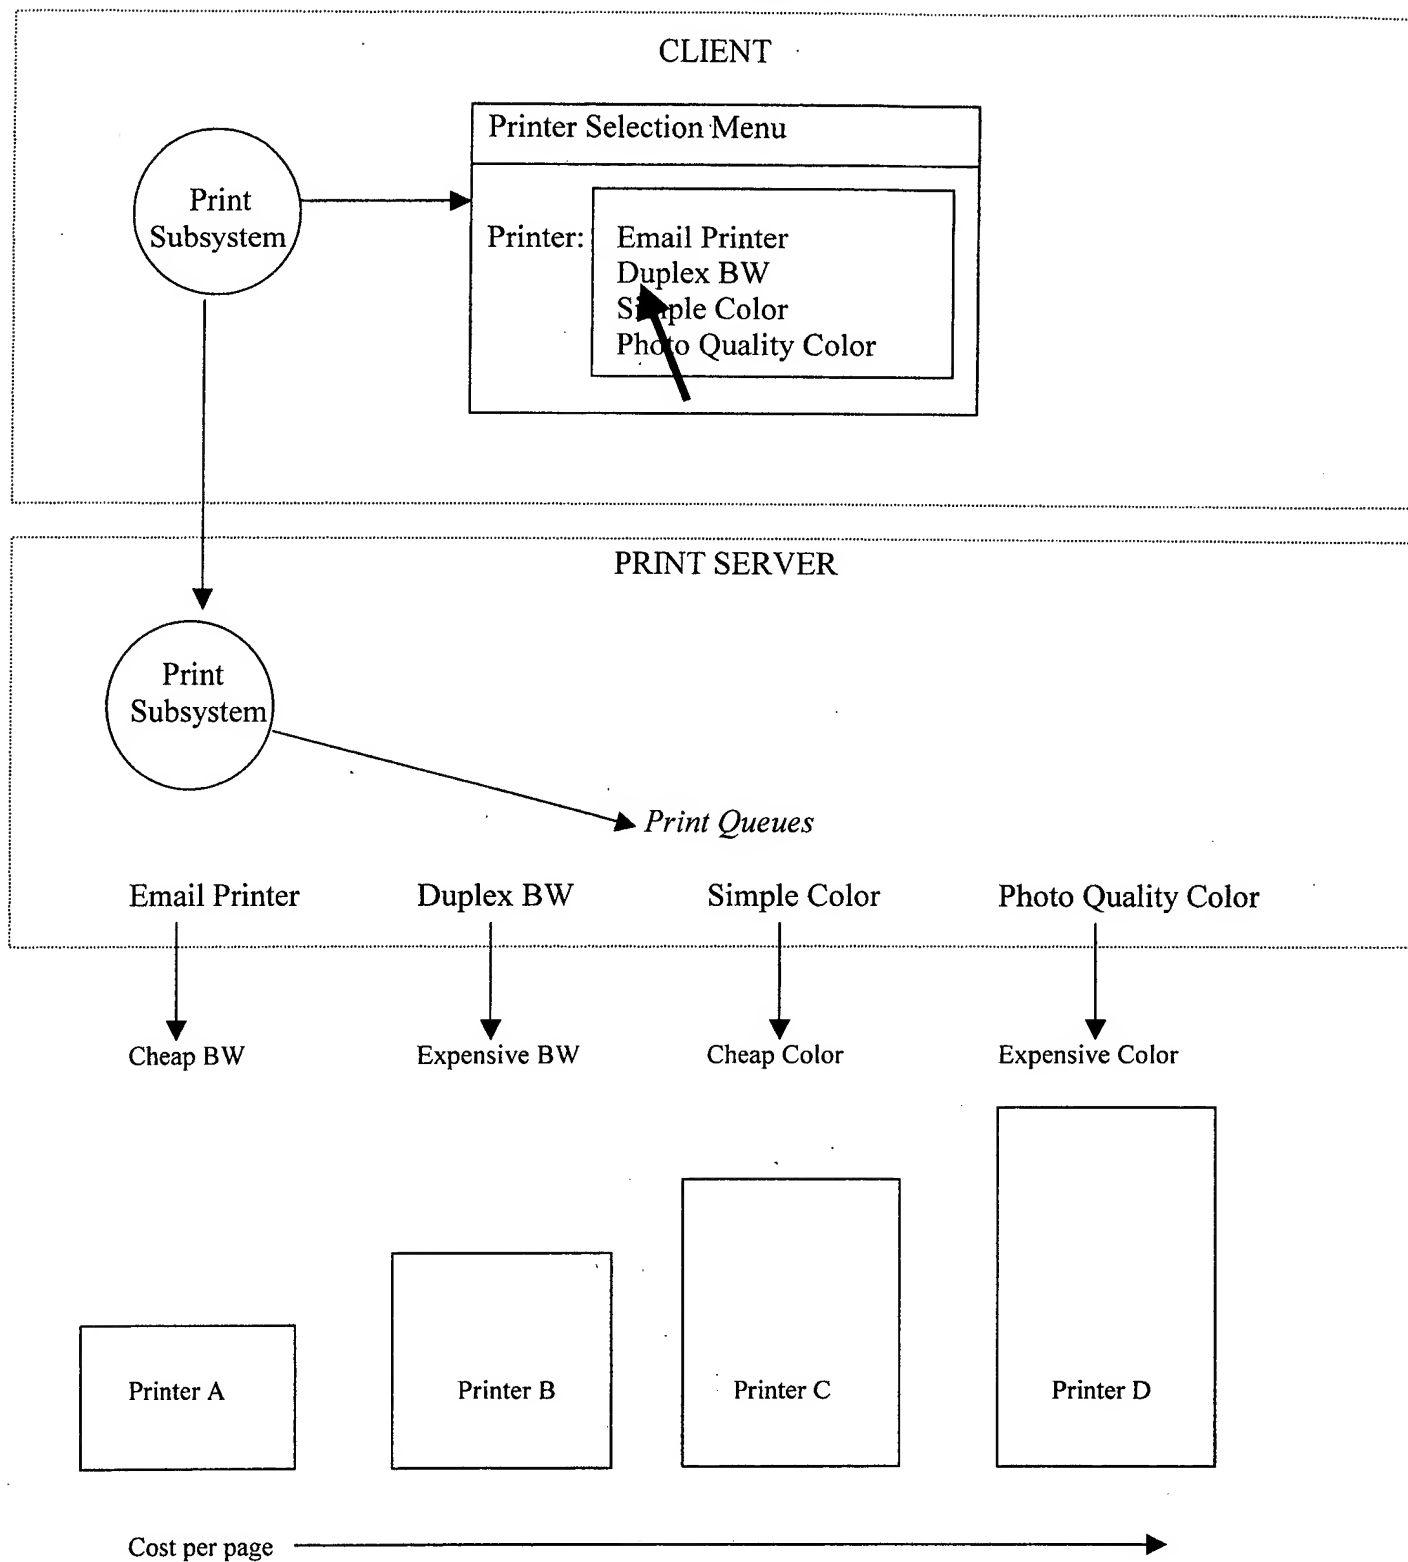 CLIENT
Printer Selection Menu
Print
Subsystem
Printer:
Email Printer
Duplex BW
Simple Color
Photo Quality Color
PRINT SERVER
Print
Subsystem
Print Queues
Email Printer Duplex BW Simple Color Photo Quality Color
Cheap BW Expensive BW Cheap Color Expensive Color
Printer A Printer B Printer C Printer D
Cost per page